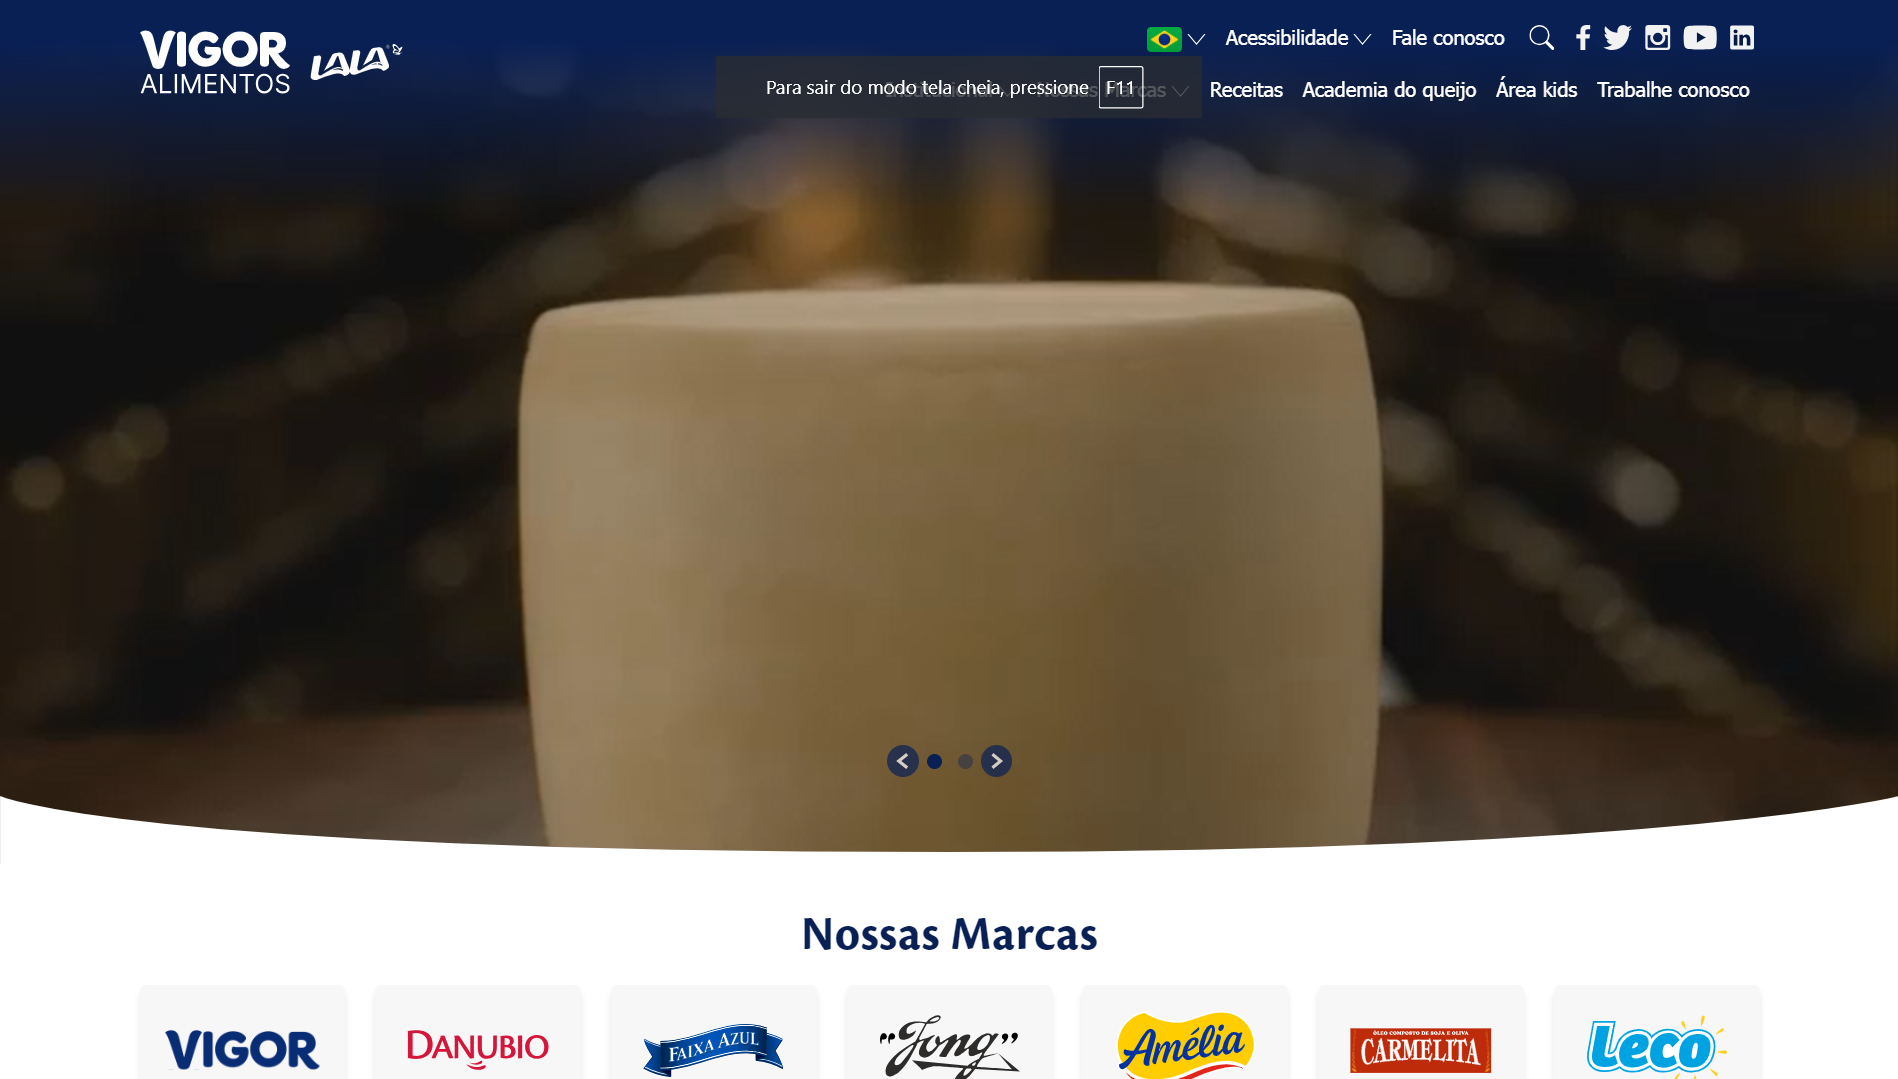 VIGOR
ALIMENTOS
LALA
Acessibilidade
Fale conosco
Para sair do modo tela cheia, pressione F11
Marcas
Receitas
Academia do queijo
Área kids
Trabalhe conosco
Nossas Marcas
VIGOR
DANUBIO
FAIXA AZUL
"Jong"
Amélia
ÓLEO COMPOSTO DE SOJA E OLIVA
CARMELITA
Leco